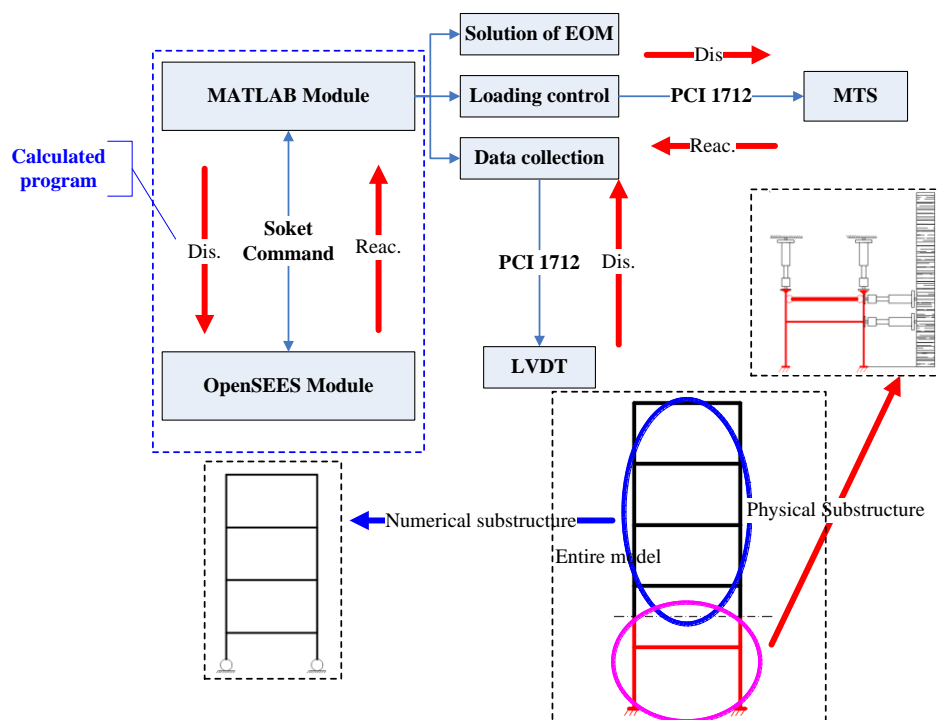 Solution of EOM
Dis
MATLAB Module
Loading control
PCI 1712
MTS
Calculated
program
Data collection
Reac.
Dis.
Soket
Command
Reac.
PCI 1712
Dis.
OpenSEES Module
LVDT
Numerical substructure
Physical Substructure
Entire model